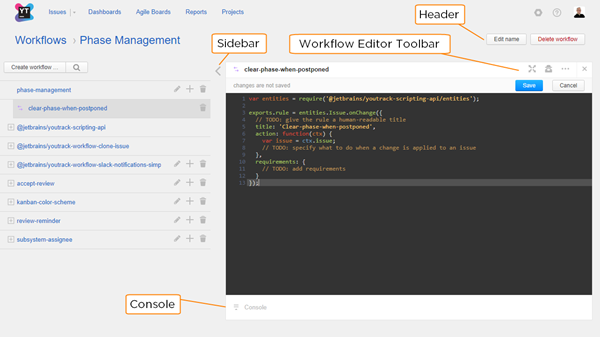 YT
Issues
Dashboards
Agile Boards
Reports
Projects
Header
Workflows › Phase Management
Sidebar
Edit name
Delete workflow
Workflow Editor Toolbar
Create workflow ...
phase-management
clear-phase-when-postponed
@jetbrains/youtrack-scripting-api
@jetbrains/youtrack-workflow-clone-issue
@jetbrains/youtrack-workflow-slack-notifications-simp
accept-review
kanban-color-scheme
review-reminder
subsystem-assignee
clear-phase-when-postponed
changes are not saved
Save
Cancel
1 var entities = require('@jetbrains/youtrack-scripting-api/entities');
2
3 exports.rule = entities.Issue.onChange({
4 // TODO: give the rule a human-readable title
5 title: 'Clear-phase-when-postponed',
6 action: function(ctx) {
7 var issue = ctx.issue;
8 // TODO: specify what to do when a change is applied to an issue
9 },
10 requirements: {
11 // TODO: add requirements
12 }
13 });
Console
Console